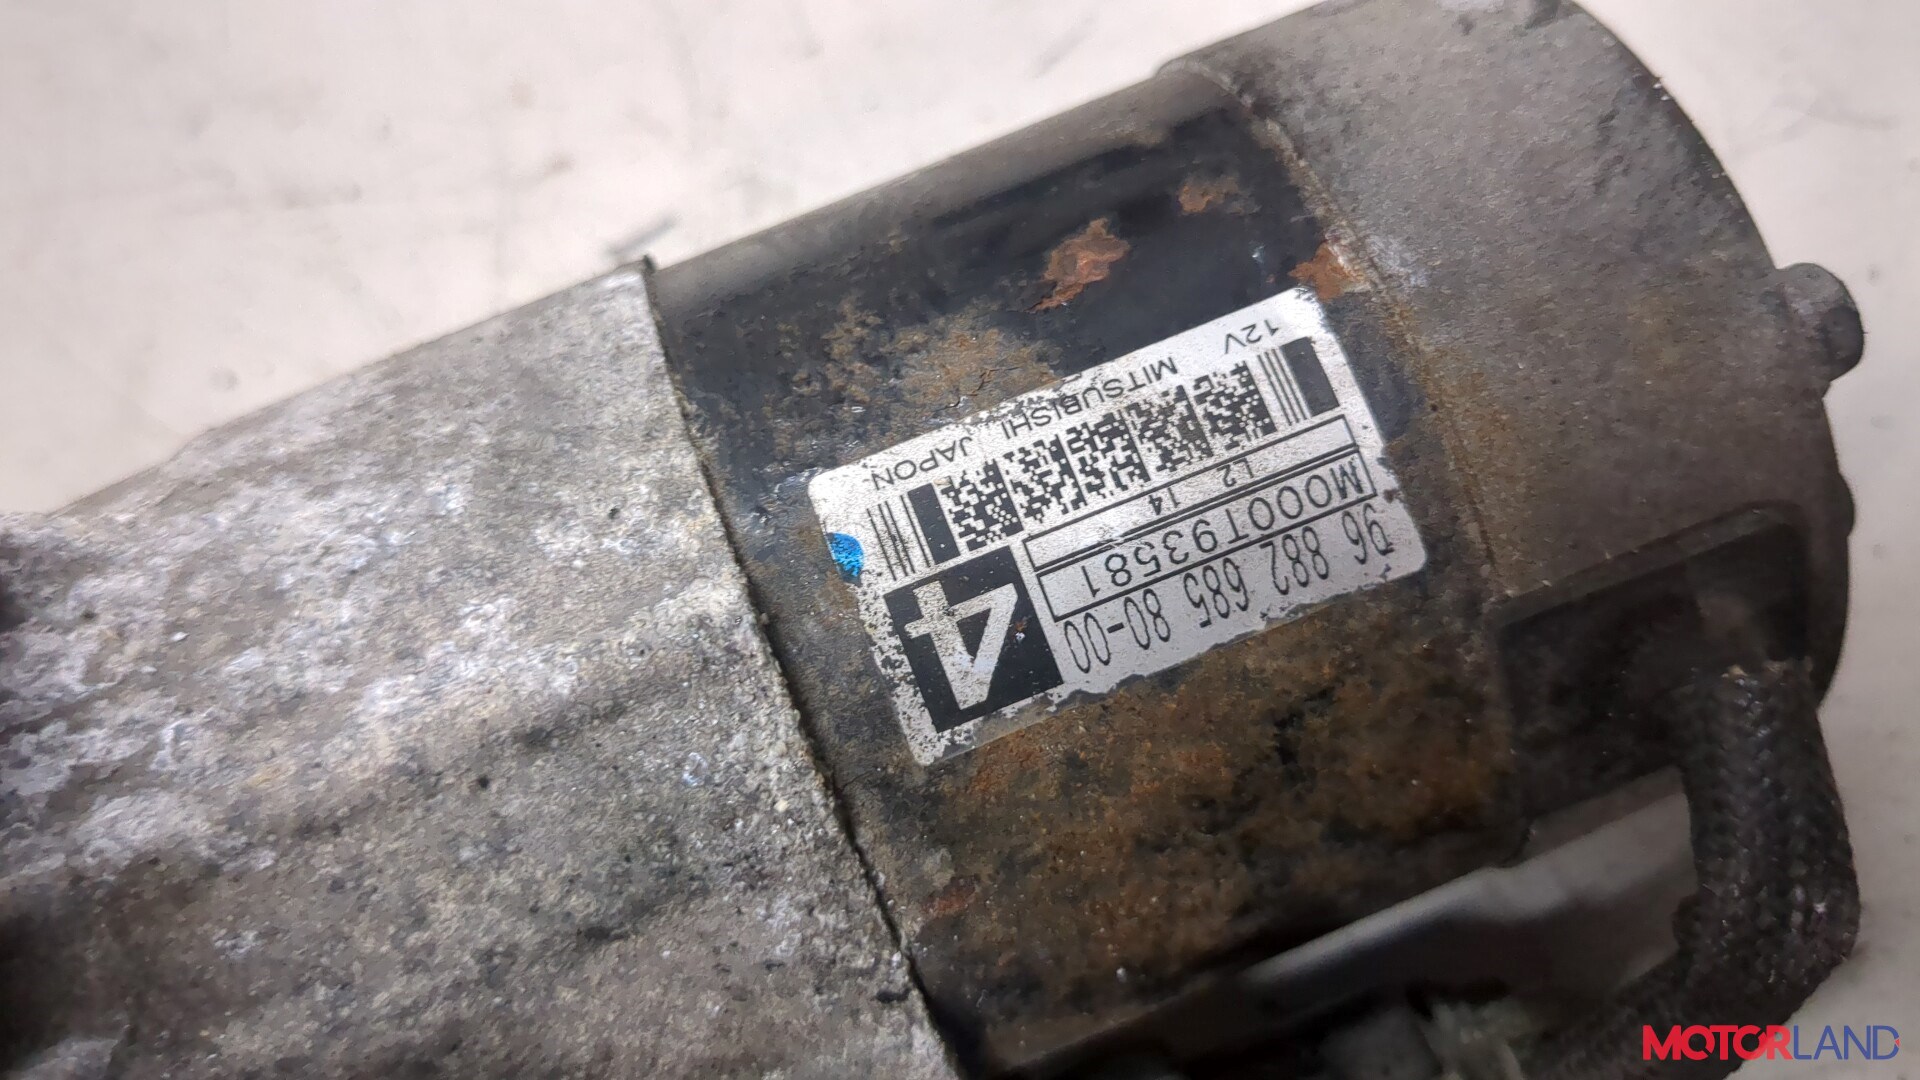 96 882 685 80-00
M000T93581
4
L2 14
12V MITSUBISHI JAPON
MOTORLAND